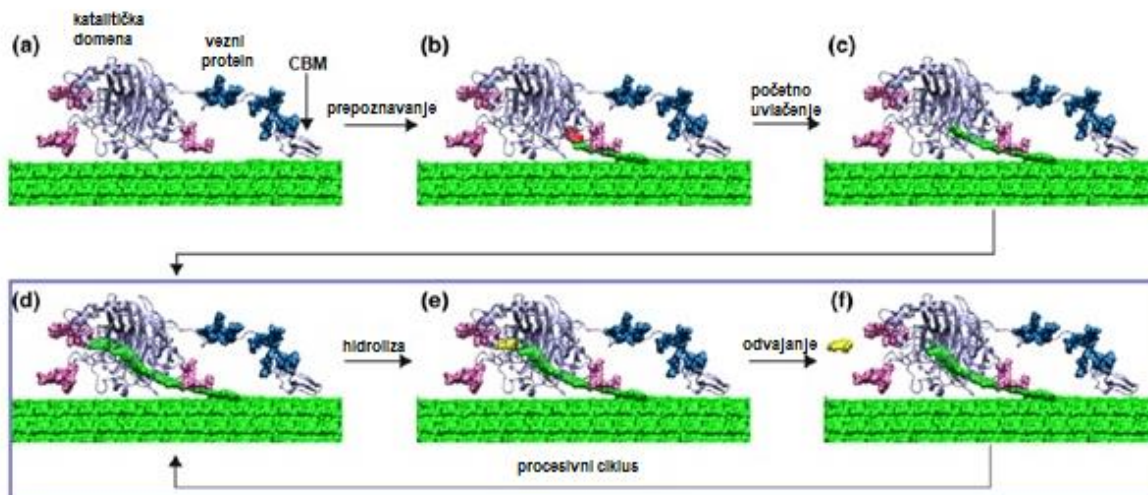 (a)
katalitička
domena
vezni
protein
CBM
prepoznavanje
(b)
početno
uvlačenje
(c)
(d)
hidroliza
(e)
odvajanje
(f)
procesivni ciklus